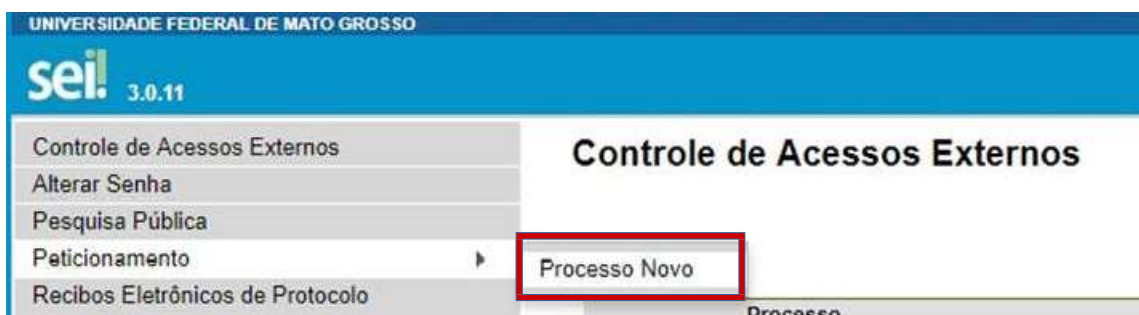 UNIVERSIDADE FEDERAL DE MATO GROSSO
sei! 3.0.11
Controle de Acessos Externos
Alterar Senha
Pesquisa Pública
Peticionamento
Recibos Eletrônicos de Protocolo
Controle de Acessos Externos
Processo Novo
Processo